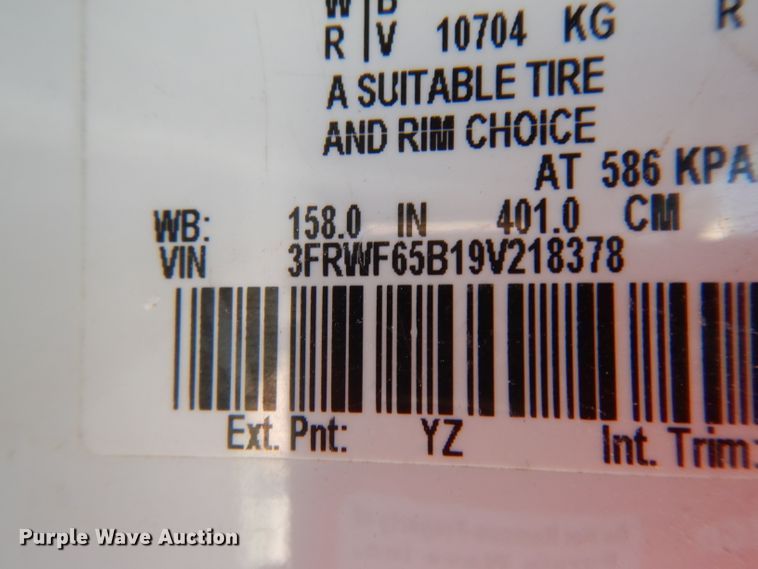 W B
R V 10704 KG R
A SUITABLE TIRE
AND RIM CHOICE
AT 586 KPA
WB: 158.0 IN 401.0 CM
VIN 3FRWF65B19V218378
Ext. Pnt: YZ Int. Trim:
Purple Wave Auction